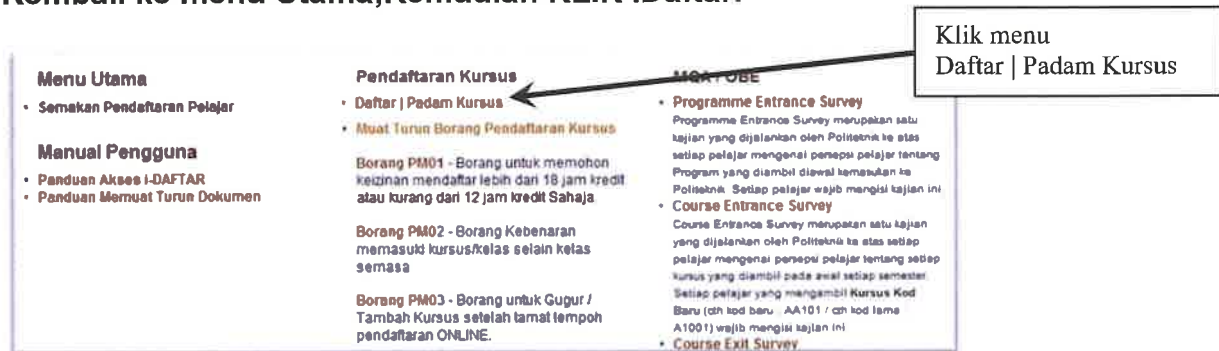 Kembali ke menu Utama,Kemudian KLIK :Daftar:
Klik menu
Daftar | Padam Kursus
Menu Utama
• Semakan Pendaftaran Pelajar
Manual Pengguna
• Panduan Akses i-DAFTAR
• Panduan Memuat Turun Dokumen
Pendaftaran Kursus
• Daftar | Padam Kursus
• Muat Turun Borang Pendaftaran Kursus
Borang PM01 - Borang untuk memohon
keizinan mendaftar lebih dari 18 jam kredit
atau kurang dari 12 jam kredit Sahaja
Borang PM02 - Borang Kebenaran
memasuki kursus/kelas selain kelas
semasa
Borang PM03 - Borang untuk Gugur /
Tambah Kursus setelah tamat tempoh
pendaftaran ONLINE.
MQA / OBE
• Programme Entrance Survey
Programme Entrance Survey merupakan satu
kajian yang dijalankan oleh Politeknik ke atas
setiap pelajar mengenai persepsi pelajar tentang
Program yang diambil diawal kemasukan ke
Politeknik. Setiap pelajar wajib mengisi kajian ini
• Course Entrance Survey
Course Entrance Survey merupakan satu kajian
yang dijalankan oleh Politeknik ke atas setiap
pelajar mengenai persepsi pelajar tentang setiap
kursus yang diambil pada awal setiap semester.
Setiap pelajar yang mengambil Kursus Kod
Baru (cth kod baru : AA101 / cth kod lama
A1001) wajib mengisi kajian ini
• Course Exit Survey